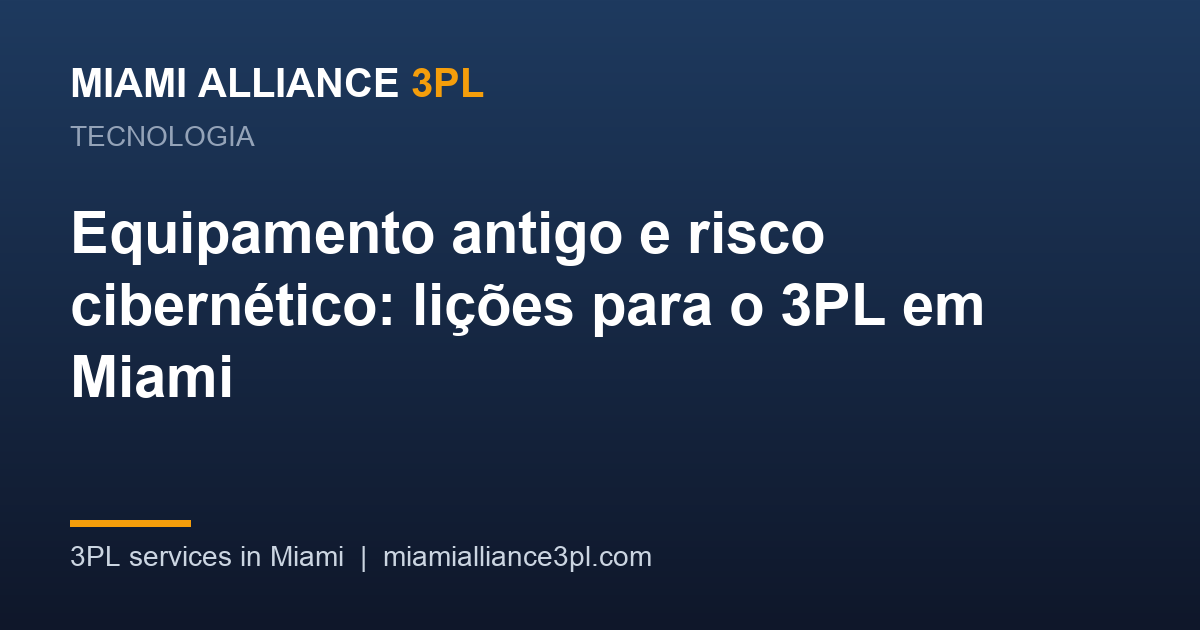 MIAMI ALLIANCE 3PL
TECNOLOGIA
Equipamento antigo e risco
cibernético: lições para o 3PL em
Miami
3PL services in Miami | miamialliance3pl.com